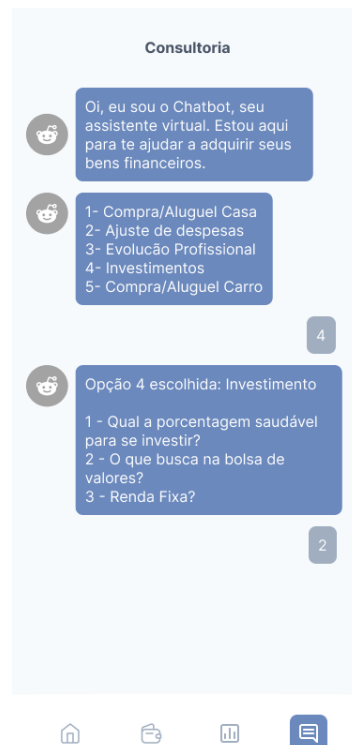 Consultoria
Oi, eu sou o Chatbot, seu
assistente virtual. Estou aqui
para te ajudar a adquirir seus
bens financeiros.
1- Compra/Aluguel Casa
2- Ajuste de despesas
3- Evolucão Profissional
4- Investimentos
5- Compra/Aluguel Carro
4
Opção 4 escolhida: Investimento
1 - Qual a porcentagem saudável
para se investir?
2 - O que busca na bolsa de
valores?
3 - Renda Fixa?
2